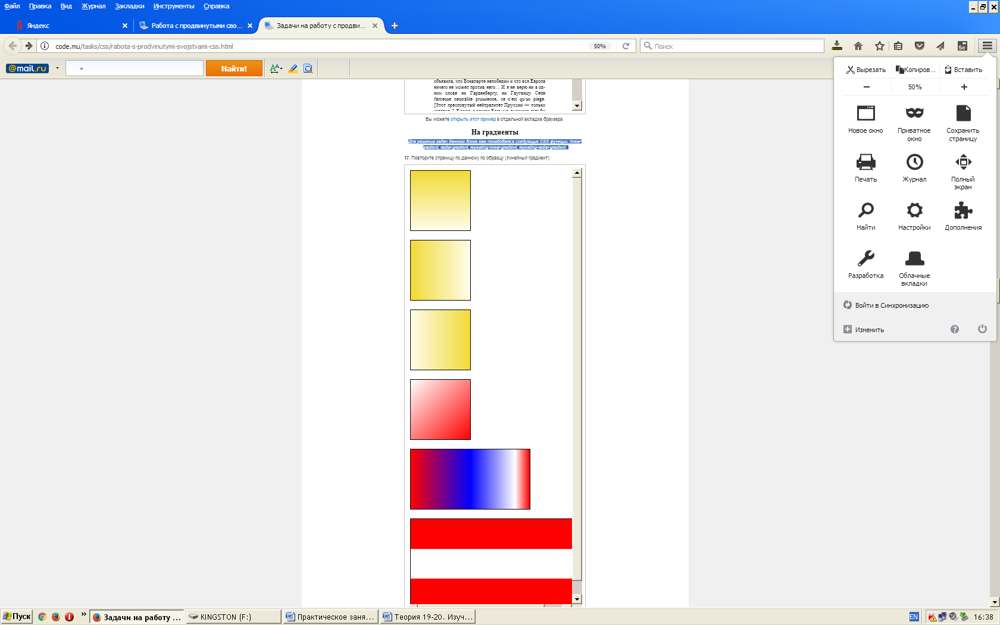 Файл Правка Вид Журнал Закладки Инструменты Справка
Яндекс
Работа с продвинутыми сво...
Задачи на работу с продви...
code.mu/tasks/css/rabota-s-prodvinutymi-svojstvami-css.html
50%
Поиск
@mail.ru
Найти!
Вырезать
Копиров...
Вставить
50%
Новое окно
Приватное окно
Сохранить страницу
Печать
Журнал
Полный экран
Найти
Настройки
Дополнения
Разработка
Облачные вкладки
Войти в Синхронизацию
Изменить
объявила, что Бонапарте непобедим и что вся Европа
ничего не может против него... И я не верю ни в од-
ном слове ни Гарденбергу, ни Гаугвицу. Cette
fameuse neutralité prussienne, ce n'est qu'un piège.
[Этот пресловутый нейтралитет Пруссии — только
Вы можете открыть этот пример в отдельной вкладке браузера.
На градиенты
Для решения задач данного блока вам понадобятся следующие CSS функции: linear-
gradient, radial-gradient, repeating-linear-gradient, repeating-radial-gradient.
17. Повторите страницу по данному по образцу (линейный градиент):
Пуск
Задачи на работу ...
KINGSTON (F:)
Практическое заня...
Теория 19-20. Изуч...
EN
16:38